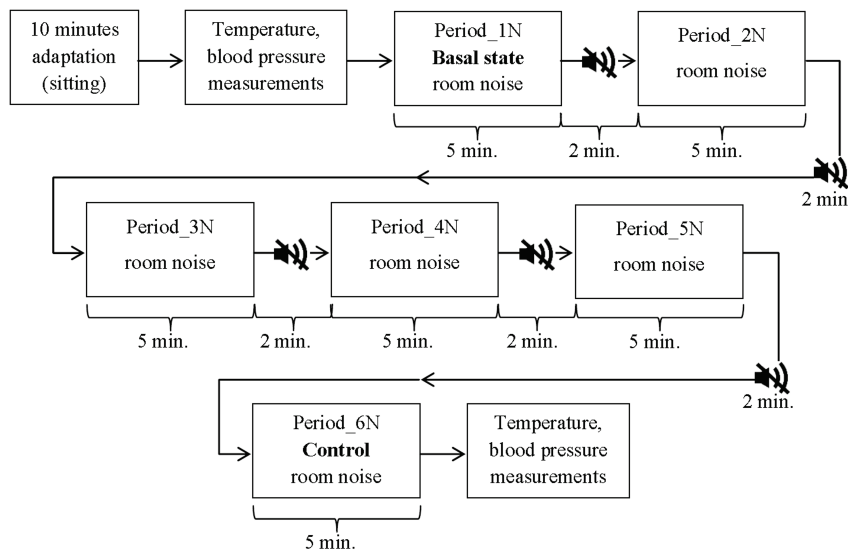 10 minutes
adaptation
(sitting)
Temperature,
blood pressure
measurements
Period_1N
Basal state
room noise
Period_2N
room noise
5 min.
2 min.
5 min.
2 min
Period_3N
room noise
Period_4N
room noise
Period_5N
room noise
5 min.
2 min.
5 min.
2 min.
5 min.
2 min.
Period_6N
Control
room noise
Temperature,
blood pressure
measurements
5 min.